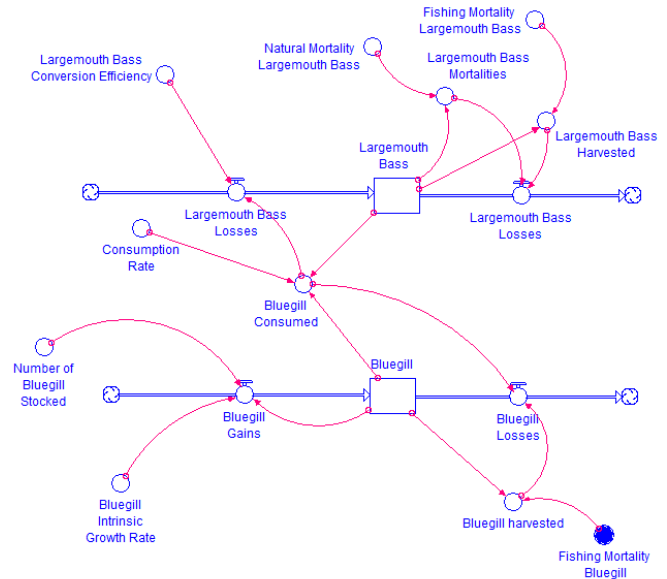 Fishing Mortality
Largemouth Bass
Natural Mortality
Largemouth Bass
Largemouth Bass
Mortalities
Largemouth Bass
Conversion Efficiency
Largemouth
Bass
Largemouth Bass
Harvested
Largemouth Bass
Losses
Largemouth Bass
Losses
Consumption
Rate
Bluegill
Consumed
Number of
Bluegill
Stocked
Bluegill
Bluegill
Gains
Bluegill
Losses
Bluegill
Intrinsic
Growth Rate
Bluegill harvested
Fishing Mortality
Bluegill